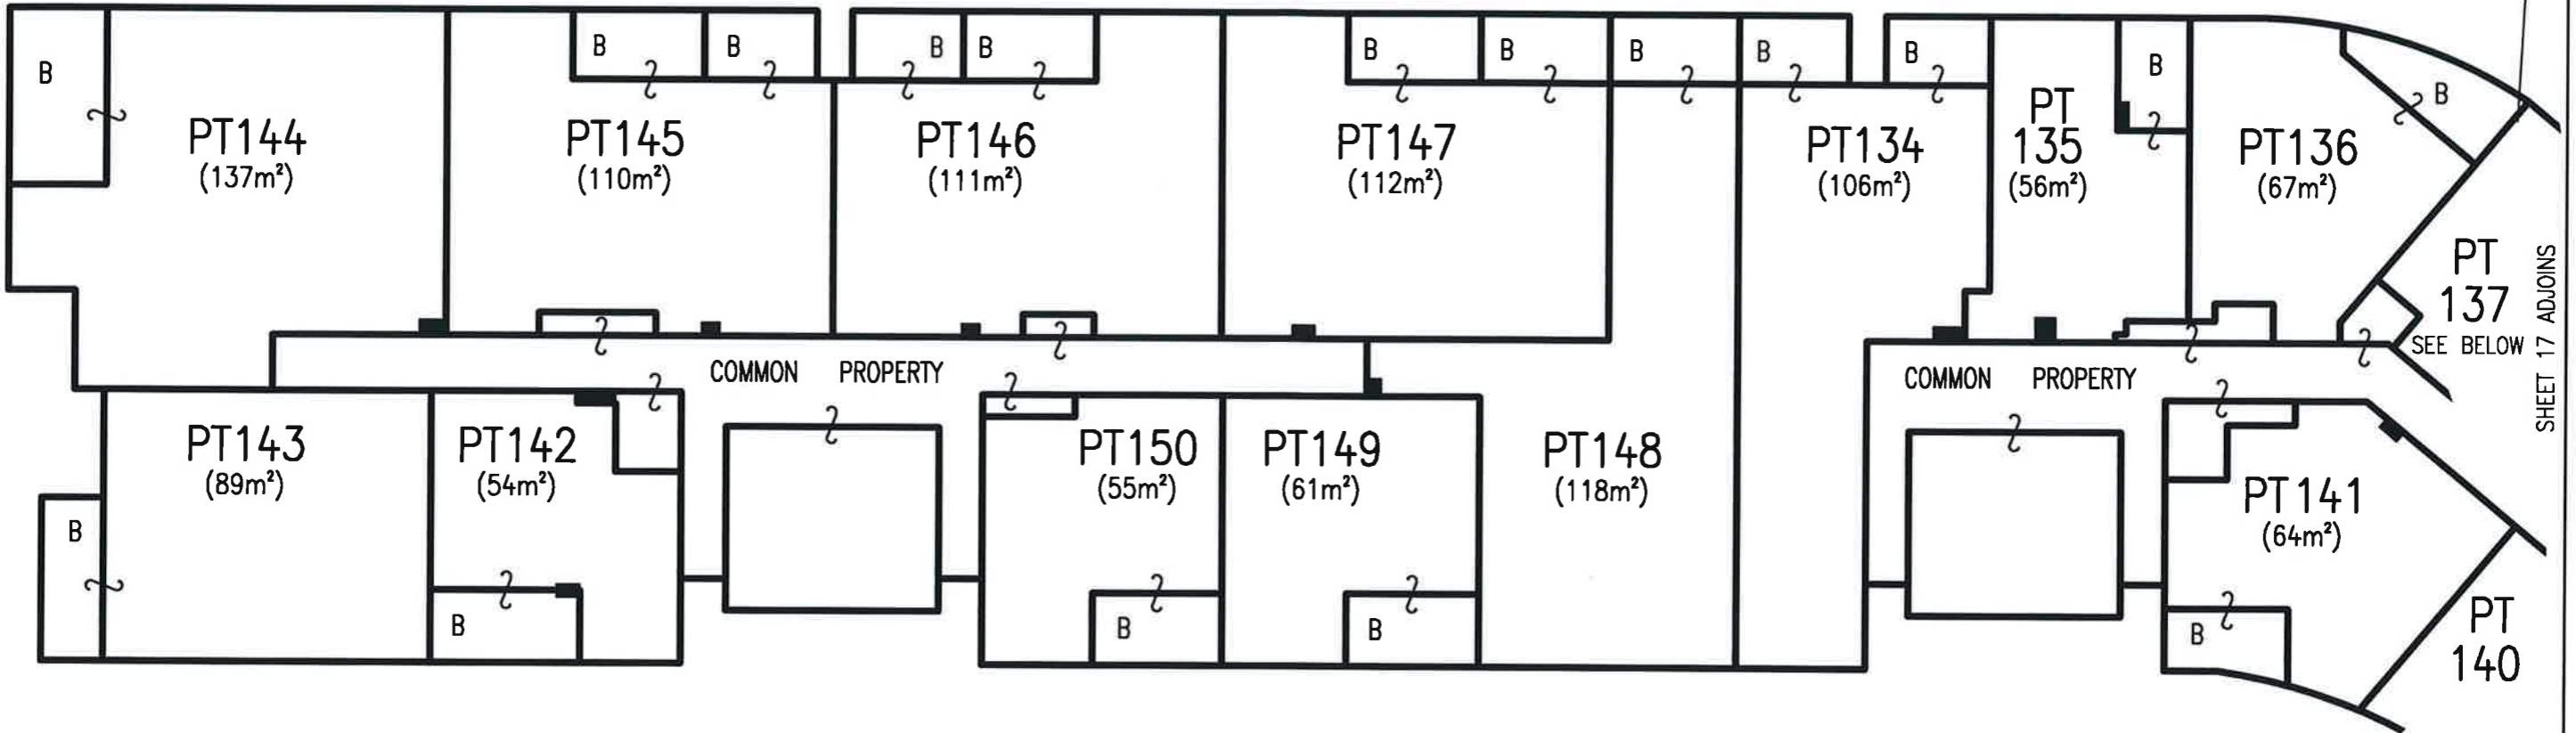 B
B
B
B
B
B
B
B
B
B
B
B
PT144
(137m²)
PT145
(110m²)
PT146
(111m²)
PT147
(112m²)
PT134
(106m²)
PT
135
(56m²)
PT136
(67m²)
PT
137
SEE BELOW
SHEET 17 ADJOINS
COMMON PROPERTY
COMMON PROPERTY
PT143
(89m²)
PT142
(54m²)
PT150
(55m²)
PT149
(61m²)
PT148
(118m²)
PT141
(64m²)
B
B
B
B
B
PT
140